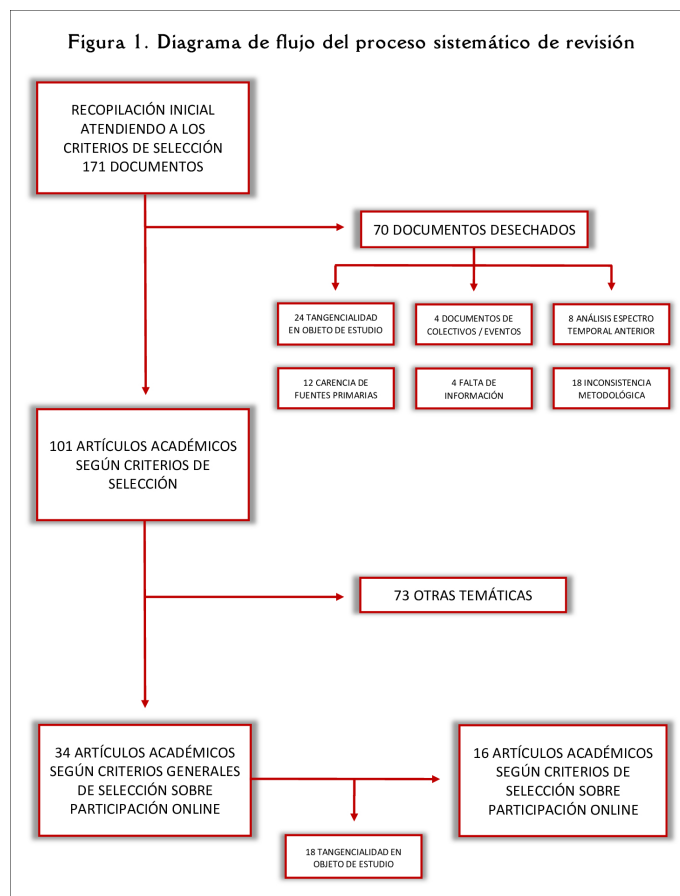 Figura 1. Diagrama de flujo del proceso sistemático de revisión
RECOPILACIÓN INICIAL
ATENDIENDO A LOS
CRITERIOS DE SELECCIÓN
171 DOCUMENTOS
70 DOCUMENTOS DESECHADOS
24 TANGENCIALIDAD
EN OBJETO DE ESTUDIO
4 DOCUMENTOS DE
COLECTIVOS / EVENTOS
8 ANÁLISIS ESPECTRO
TEMPORAL ANTERIOR
12 CARENCIA DE
FUENTES PRIMARIAS
4 FALTA DE
INFORMACIÓN
18 INCONSISTENCIA
METODOLÓGICA
101 ARTÍCULOS ACADÉMICOS
SEGÚN CRITERIOS DE
SELECCIÓN
73 OTRAS TEMÁTICAS
34 ARTÍCULOS ACADÉMICOS
SEGÚN CRITERIOS GENERALES
DE SELECCIÓN SOBRE
PARTICIPACIÓN ONLINE
16 ARTÍCULOS ACADÉMICOS
SEGÚN CRITERIOS DE
SELECCIÓN SOBRE
PARTICIPACIÓN ONLINE
18 TANGENCIALIDAD EN
OBJETO DE ESTUDIO